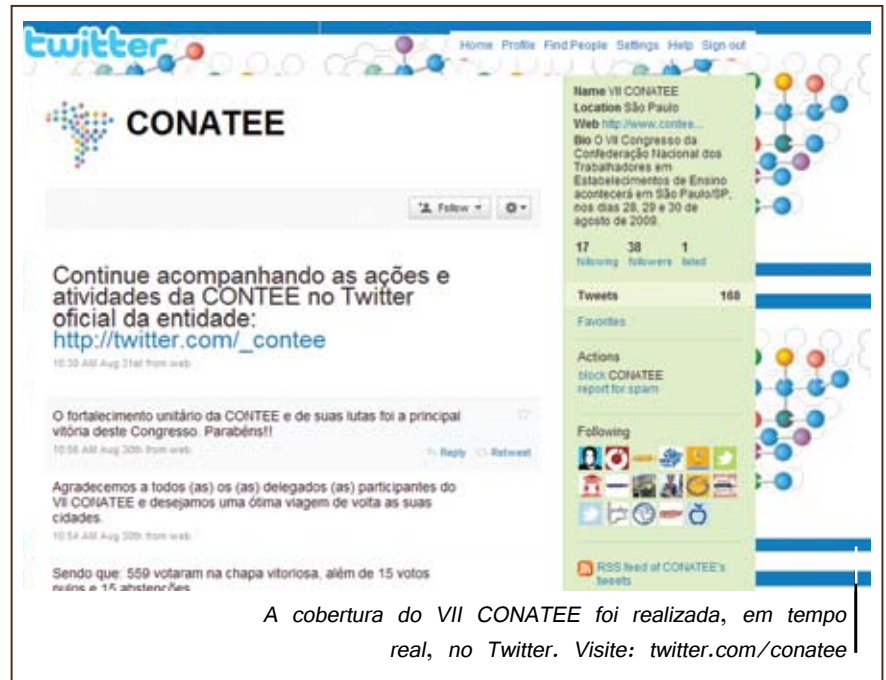 twitter
Home Profile Find People Settings Help Sign out
CONATEE
Follow
Continue acompanhando as ações e
atividades da CONTEE no Twitter
oficial da entidade:
http://twitter.com/_contee
10:39 AM Aug 31st from web
O fortalecimento unitário da CONTEE e de suas lutas foi a principal
vitória deste Congresso. Parabéns!!
10:56 AM Aug 30th from web
Reply Retweet
Agradecemos a todos (as) os (as) delegados (as) participantes do
VII CONATEE e desejamos uma ótima viagem de volta as suas
cidades.
10:54 AM Aug 30th from web
Sendo que: 559 votaram na chapa vitoriosa, além de 15 votos
nulos e 15 abstenções
Name VII CONATEE
Location São Paulo
Web http://www.contee...
Bio O VII Congresso da
Confederação Nacional dos
Trabalhadores em
Estabelecimentos de Ensino
acontecerá em São Paulo/SP,
nos dias 28, 29 e 30 de
agosto de 2009.
17 38 1
following followers listed
Tweets 168
Favorites
Actions
block CONATEE
report for spam
Following
RSS feed of CONATEE's
tweets
A cobertura do VII CONATEE foi realizada, em tempo
real, no Twitter. Visite: twitter.com/conatee